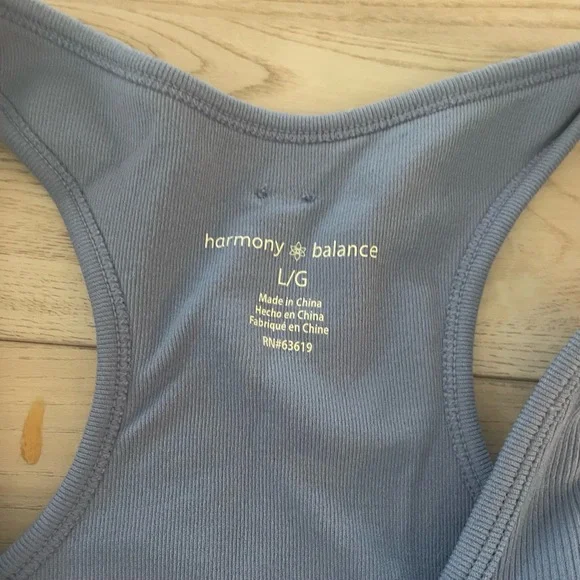 harmony balance
L/G
Made in China
Hecho en China
Fabriqué en Chine
RN#63619